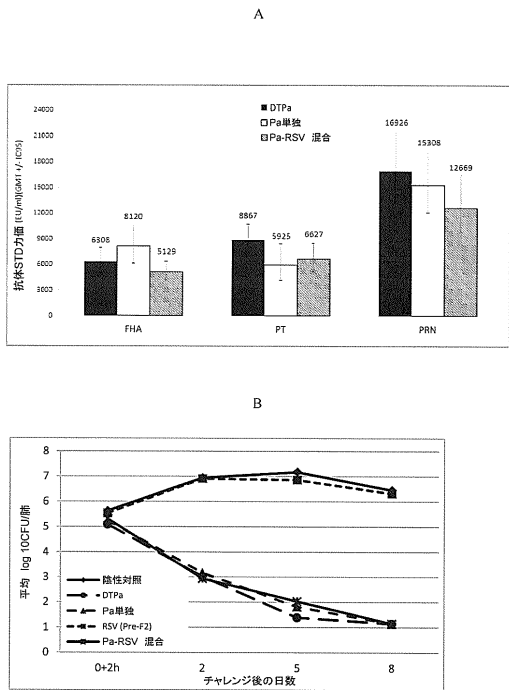 A
抗体STD力価 (EU/ml)(GMT +/- IC95)
24000
21000
18000
15000
12000
9000
6000
3000
0
DTPa
Pa単独
Pa-RSV 混合
6308
8120
5129
8867
5925
6627
16926
15308
12669
FHA
PT
PRN
B
平均 log 10CFU/肺
8
7
6
5
4
3
2
1
0
陰性対照
DTPa
Pa単独
RSV (Pre-F2)
Pa-RSV 混合
0+2h
2
5
8
チャレンジ後の日数